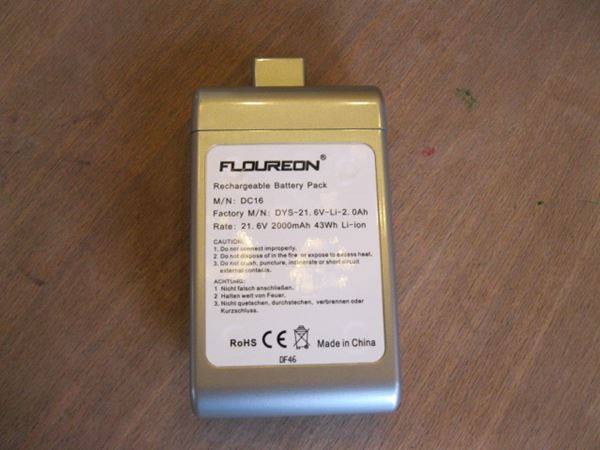 FLOUREON®
Rechargeable Battery Pack
M/N: DC16
Factory M/N: DYS-21.6V-Li-2.0Ah
Rate: 21.6V 2000mAh 43Wh Li-ion
CAUTION:
1. Do not connect improperly.
2. Do not dispose of in the fire or expose to excess heat.
3. Do not crush, puncture, incinerate or short circuit
external contacts.
ACHTUNG:
1 Nicht falsch anschließen.
2 Halten weit von Feuer.
3. Nicht quetschen, durchstechen, verbrennen oder
Kurzschluss.
RoHS CE Made in China
DF46